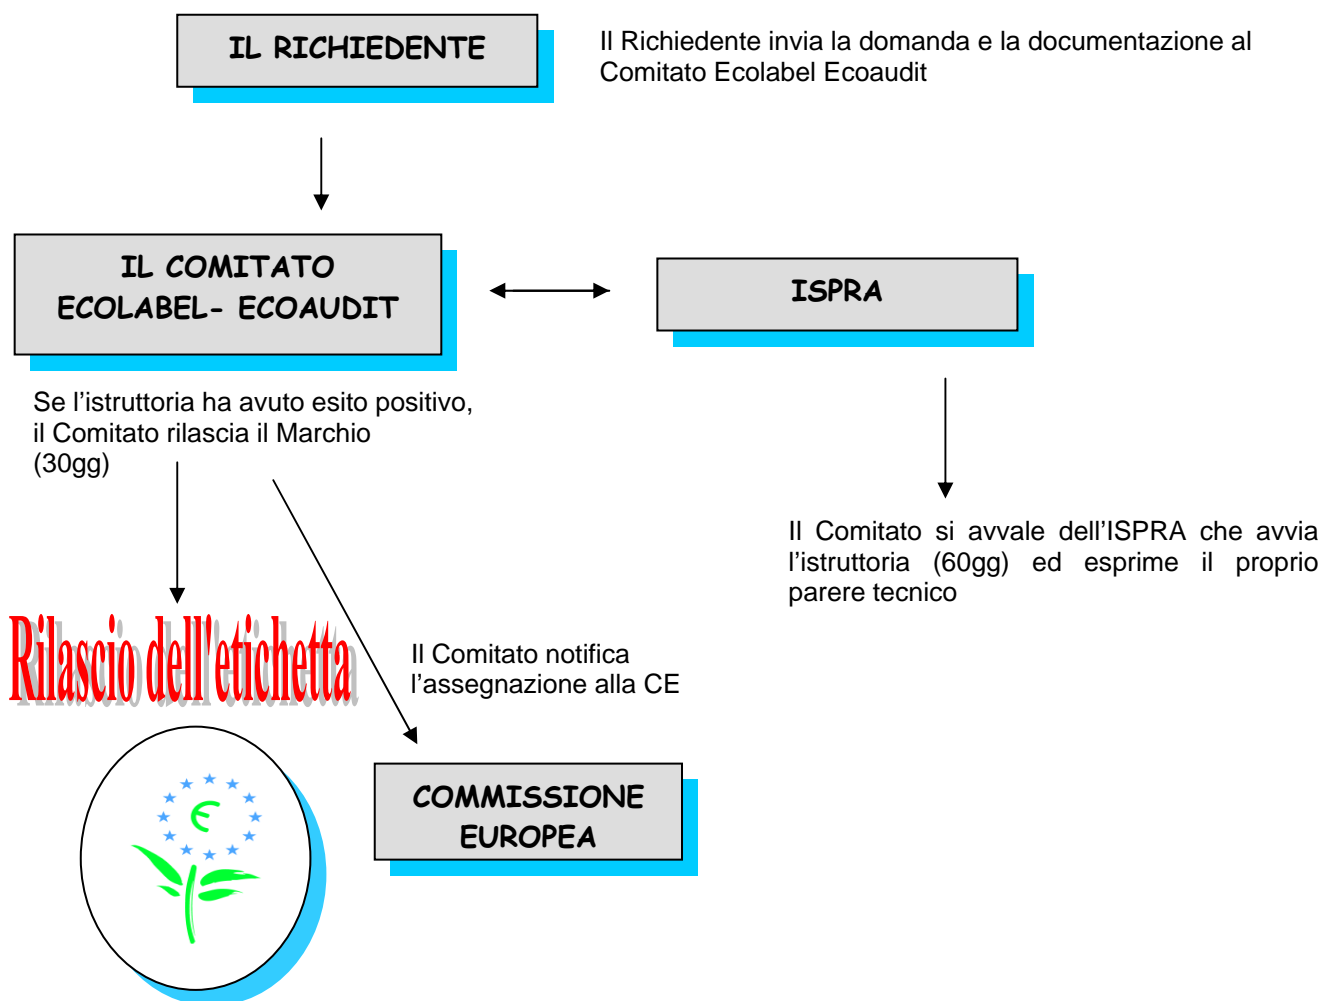 IL RICHIEDENTE
Il Richiedente invia la domanda e la documentazione al
Comitato Ecolabel Ecoaudit
IL COMITATO
ECOLABEL- ECOAUDIT
ISPRA
Se l’istruttoria ha avuto esito positivo,
il Comitato rilascia il Marchio
(30gg)
Il Comitato si avvale dell’ISPRA che avvia
l’istruttoria (60gg) ed esprime il proprio
parere tecnico
Rilascio dell'etichetta
Il Comitato notifica
l’assegnazione alla CE
COMMISSIONE
EUROPEA